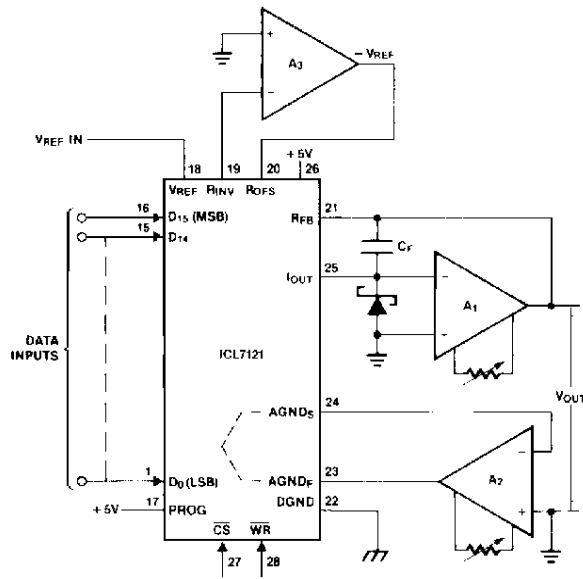 +
A3
−
− VREF
VREF IN
18
19
20
+ 5V
26
VREF
RINV
ROFS
16
D15 (MSB)
15
D14
RFB
21
CF
IOUT
25
−
A1
−
DATA
INPUTS
ICL7121
VOUT
AGNDS
24
−
A2
+
1
D0 (LSB)
AGNDF
23
+ 5V
17
PROG
DGND
22
CS
WR
27
28